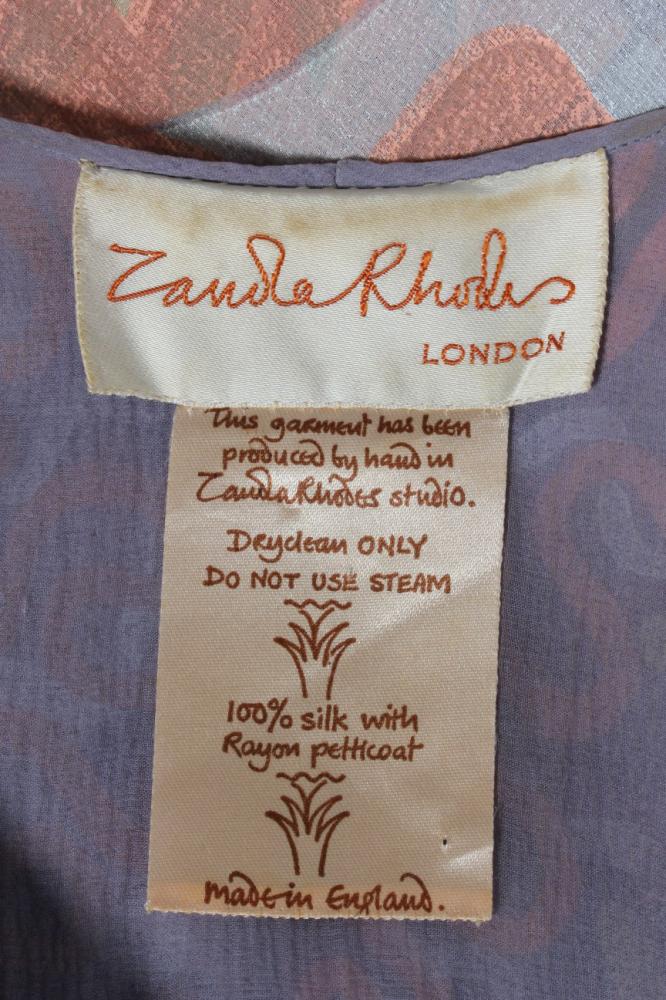 Zandra Rhodes
LONDON
This garment has been
produced by hand in
Zandra Rhodes studio.
Dryclean ONLY
DO NOT USE STEAM
100% silk with
Rayon petticoat
Made in England.